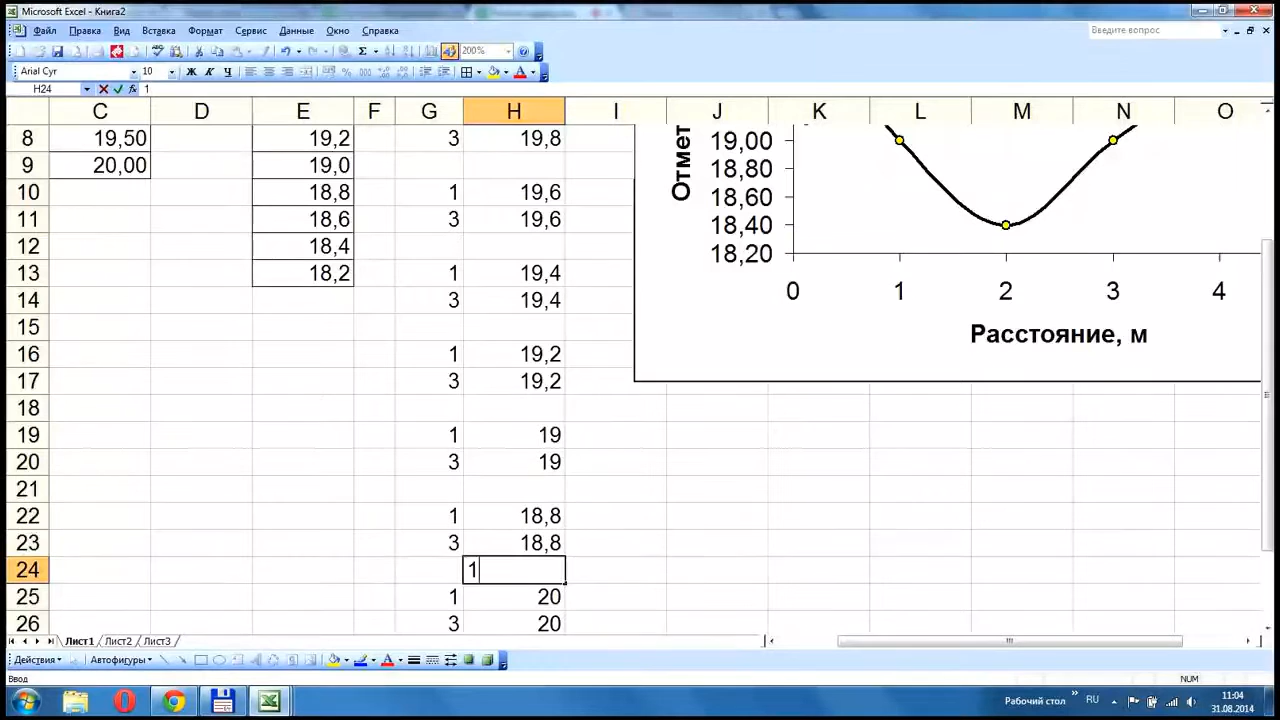 Microsoft Excel - Книга2
Файл Правка Вид Вставка Формат Сервис Данные Окно Справка Введите вопрос
200%
Arial Cyr 10 Ж К Ч
H24 fx 1
C D E F G H I J K L M N O
8 19,50 19,2 3 19,8
9 20,00 19,0
10 18,8 1 19,6
11 18,6 3 19,6
12 18,4
13 18,2 1 19,4
14 3 19,4
15
16 1 19,2
17 3 19,2
18
19 1 19
20 3 19
21
22 1 18,8
23 3 18,8
24 1
25 1 20
26 3 20
Отмет
19,00
18,80
18,60
18,40
18,20
0 1 2 3 4
Расстояние, м
Лист1 Лист2 Лист3
Действия Автофигуры
Ввод NUM
Рабочий стол RU 11:04
31.08.2014